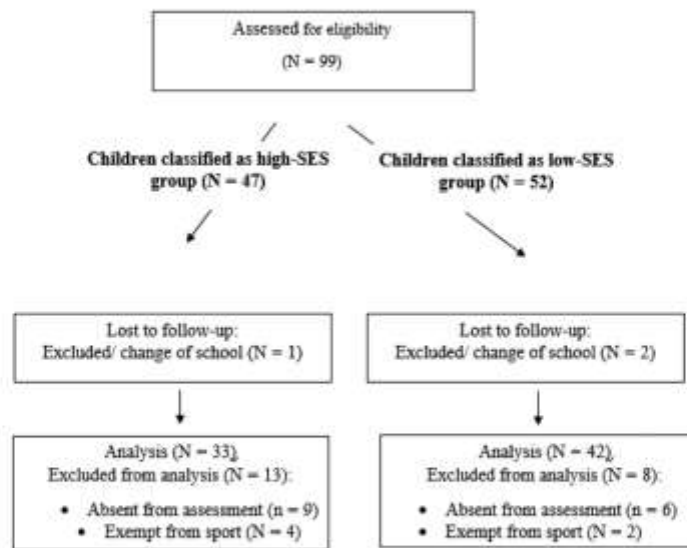 Assessed for eligibility
(N = 99)
Children classified as high-SES
group (N = 47)
Children classified as low-SES
group (N = 52)
Lost to follow-up:
Excluded/ change of school (N = 1)
Lost to follow-up:
Excluded/ change of school (N = 2)
Analysis (N = 33),
Excluded from analysis (N = 13):
• Absent from assessment (n = 9)
• Exempt from sport (N = 4)
Analysis (N = 42),
Excluded from analysis (N = 8):
• Absent from assessment (n = 6)
• Exempt from sport (N = 2)